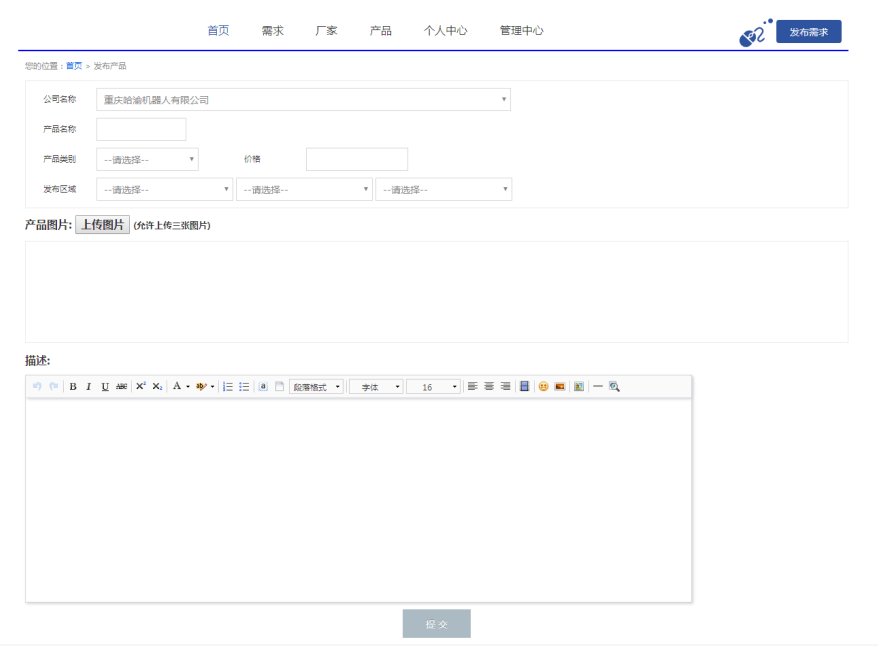 首页 需求 厂家 产品 个人中心 管理中心 发布需求
您的位置：首页 > 发布产品
公司名称 重庆哈渝机器人有限公司
产品名称
产品类别 --请选择-- 价格
发布区域 --请选择-- --请选择-- --请选择--
产品图片: 上传图片 (允许上传三张图片)
描述:
B I U ABC X² X₂ A ab a 段落格式 字体 16
提 交